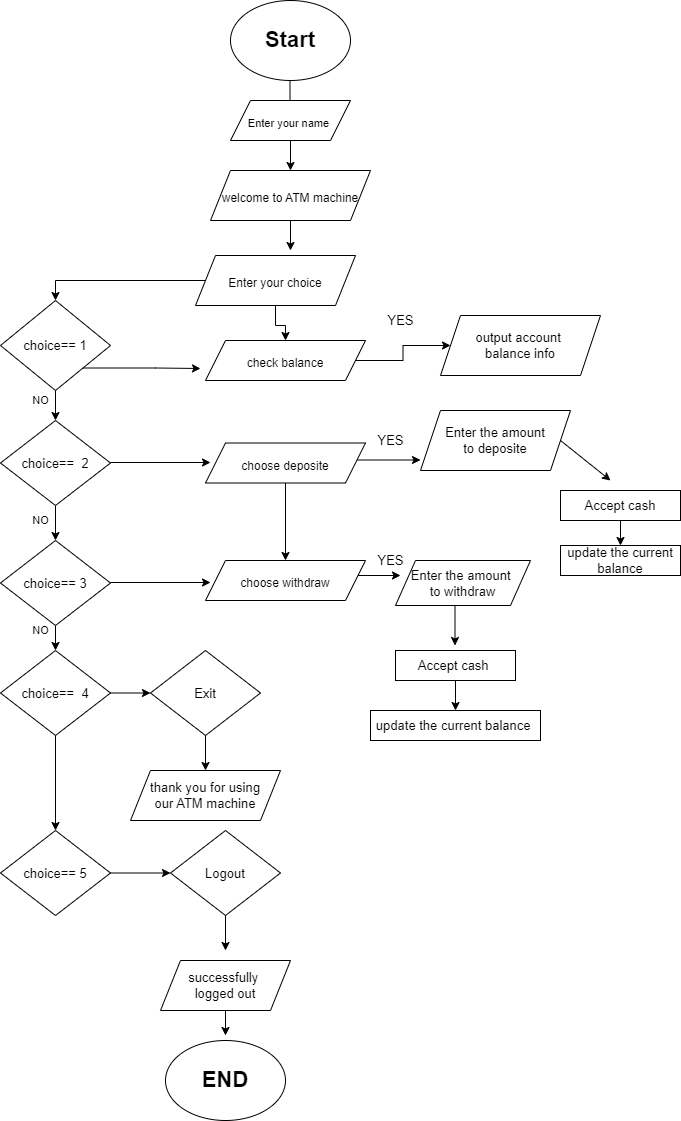 Start
Enter your name
welcome to ATM machine
Enter your choice
YES
choice== 1
check balance
output account
balance info
NO
YES
Enter the amount
to deposite
choice== 2
choose deposite
Accept cash
NO
update the current
balance
YES
choice== 3
choose withdraw
Enter the amount
to withdraw
NO
Accept cash
choice== 4
Exit
update the current balance
thank you for using
our ATM machine
choice== 5
Logout
successfully
logged out
END